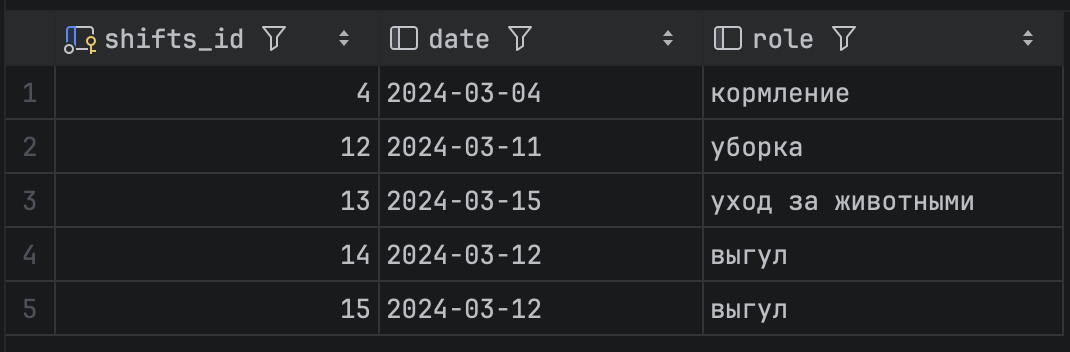 shifts_id date role
1 4 2024-03-04 кормление
2 12 2024-03-11 уборка
3 13 2024-03-15 уход за животными
4 14 2024-03-12 выгул
5 15 2024-03-12 выгул